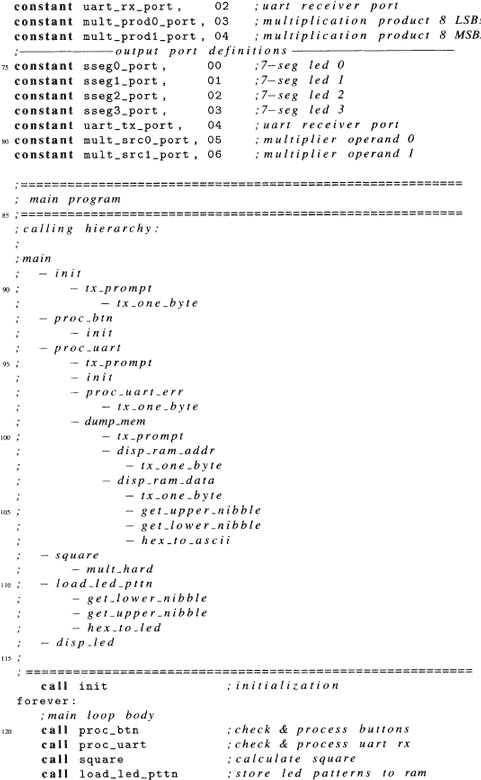 constant uart_rx_port,     02    ;uart receiver port
constant mult_prod0_port, 03    ;multiplication product 8 LSB:
constant mult_prod1_port, 04    ;multiplication product 8 MSB.
;————————output port definitions————————————————
75 constant sseg0_port,      00    ;7-seg led 0
constant sseg1_port,      01    ;7-seg led 1
constant sseg2_port,      02    ;7-seg led 2
constant sseg3_port,      03    ;7-seg led 3
constant uart_tx_port,    04    ;uart receiver port
80 constant mult_src0_port, 05    ;multiplier operand 0
constant mult_src1_port, 06    ;multiplier operand 1
;=========================================================
; main program
85 ;=========================================================
;calling hierarchy:
;
;main
;   - init
90 ;       - tx_prompt
;           - tx_one_byte
;   - proc_btn
;       - init
;   - proc_uart
95 ;       - tx_prompt
;       - init
;       - proc_uart_err
;           - tx_one_byte
;       - dump_mem
100 ;           - tx_prompt
;           - disp_ram_addr
;              - tx_one_byte
;           - disp_ram_data
;              - tx_one_byte
105 ;              - get_upper_nibble
;              - get_lower_nibble
;              - hex_to_ascii
;   - square
;       - mult_hard
110 ;   - load_led_pttn
;       - get_lower_nibble
;       - get_upper_nibble
;       - hex_to_led
;   - disp_led
115 ;
;=========================================================
call init               ;initialization
forever:
;main loop body
120 call proc_btn           ;check & process buttons
call proc_uart          ;check & process uart rx
call square             ;calculate square
call load_led_pttn      ;store led patterns to ram